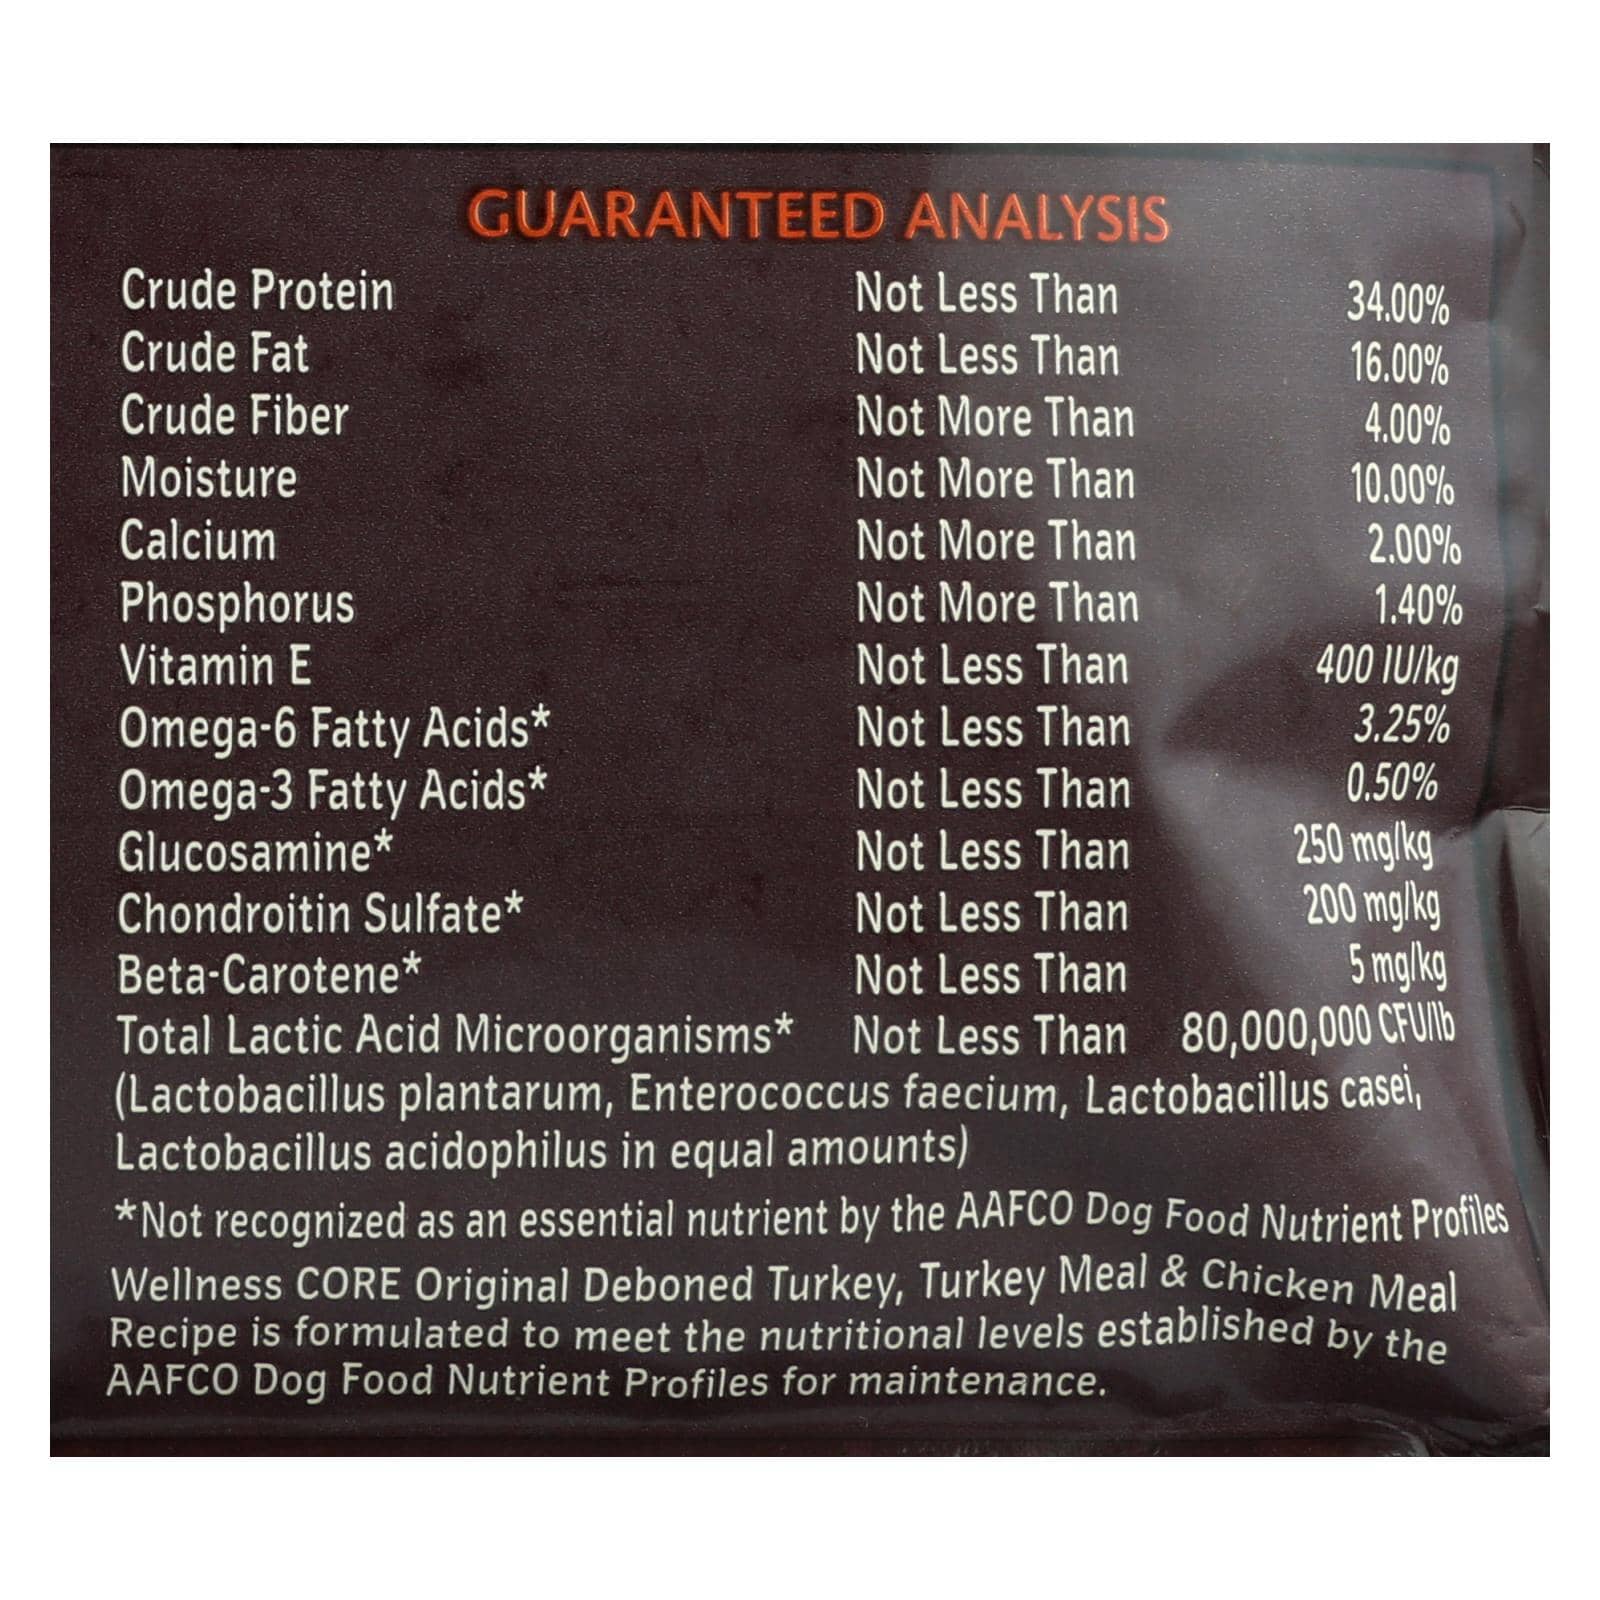 GUARANTEED ANALYSIS
Crude Protein Not Less Than 34.00%
Crude Fat Not Less Than 16.00%
Crude Fiber Not More Than 4.00%
Moisture Not More Than 10.00%
Calcium Not More Than 2.00%
Phosphorus Not More Than 1.40%
Vitamin E Not Less Than 400 IU/kg
Omega-6 Fatty Acids* Not Less Than 3.25%
Omega-3 Fatty Acids* Not Less Than 0.50%
Glucosamine* Not Less Than 250 mg/kg
Chondroitin Sulfate* Not Less Than 200 mg/kg
Beta-Carotene* Not Less Than 5 mg/kg
Total Lactic Acid Microorganisms* Not Less Than 80,000,000 CFU/lb
(Lactobacillus plantarum, Enterococcus faecium, Lactobacillus casei,
Lactobacillus acidophilus in equal amounts)
*Not recognized as an essential nutrient by the AAFCO Dog Food Nutrient Profiles
Wellness CORE Original Deboned Turkey, Turkey Meal & Chicken Meal
Recipe is formulated to meet the nutritional levels established by the
AAFCO Dog Food Nutrient Profiles for maintenance.